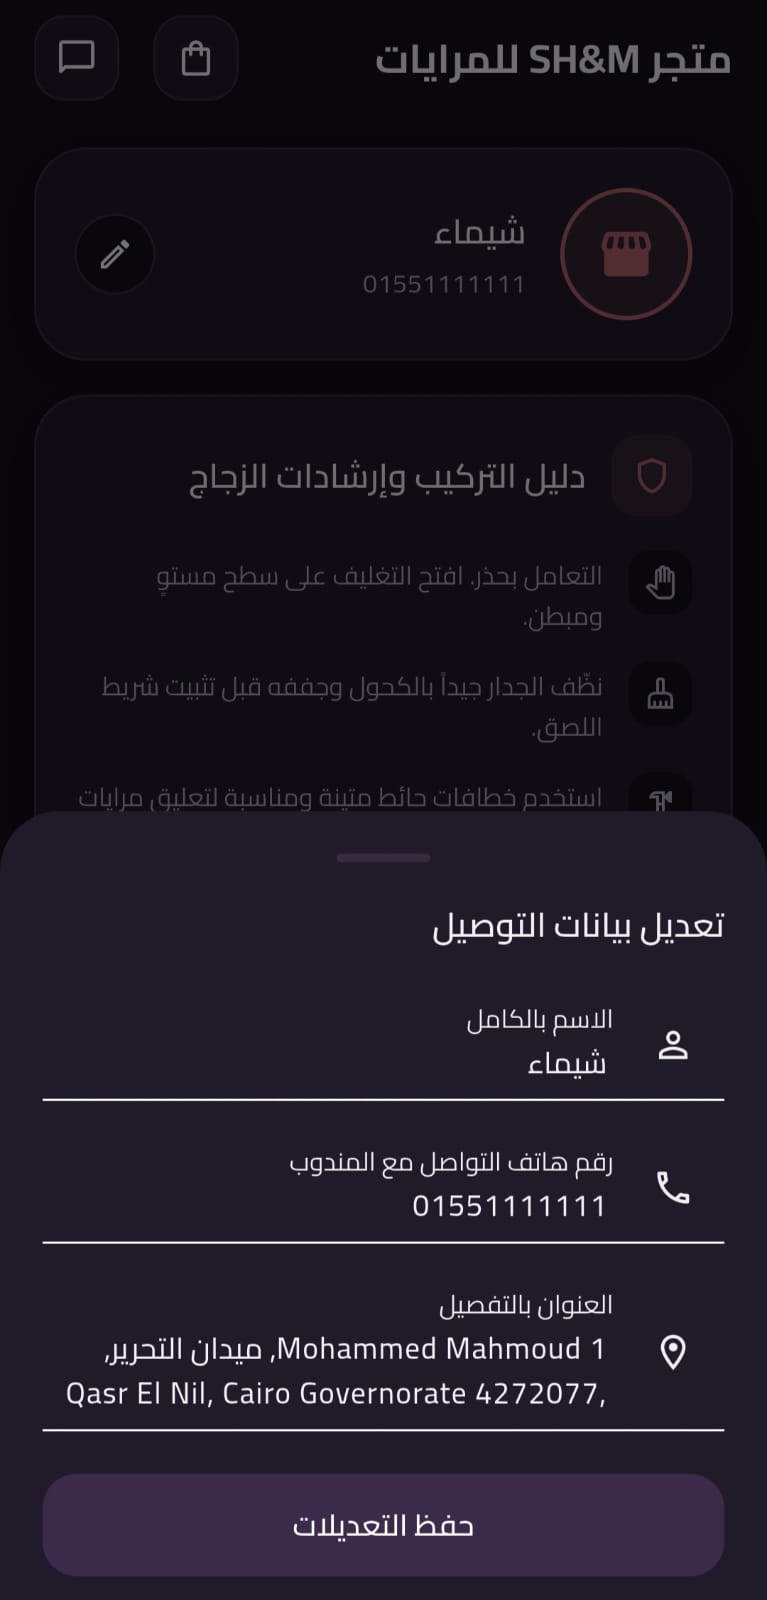 متجر SH&M للمرايات
شيماء
01551111111
دليل التركيب وإرشادات الزجاج
التعامل بحذر. افتح التغليف على سطح مستوٍ
ومبطن.
نظّف الجدار جيداً بالكحول وجففه قبل تثبيت شريط
اللصق.
استخدم خطافات حائط متينة ومناسبة لتعليق مرايات
تعديل بيانات التوصيل
الاسم بالكامل
شيماء
رقم هاتف التواصل مع المندوب
01551111111
العنوان بالتفصيل
1 Mohammed Mahmoud, ميدان التحرير,
Qasr El Nil, Cairo Governorate 4272077,
حفظ التعديلات